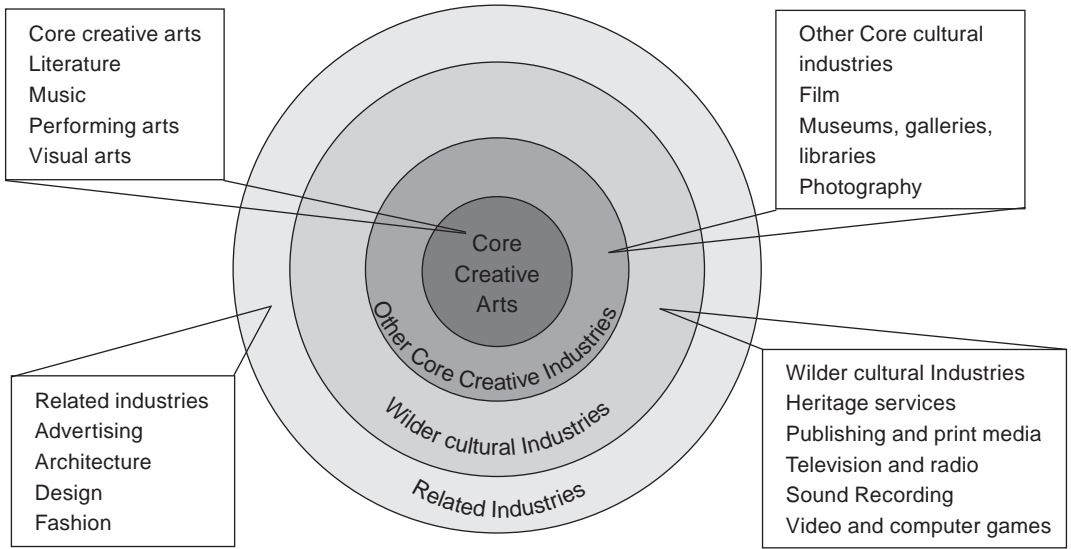 Core creative arts
Literature
Music
Performing arts
Visual arts
Other Core cultural
industries
Film
Museums, galleries,
libraries
Photography
Core
Creative
Arts
Other Core Creative Industries
Wilder cultural Industries
Related Industries
Related industries
Advertising
Architecture
Design
Fashion
Wilder cultural Industries
Heritage services
Publishing and print media
Television and radio
Sound Recording
Video and computer games